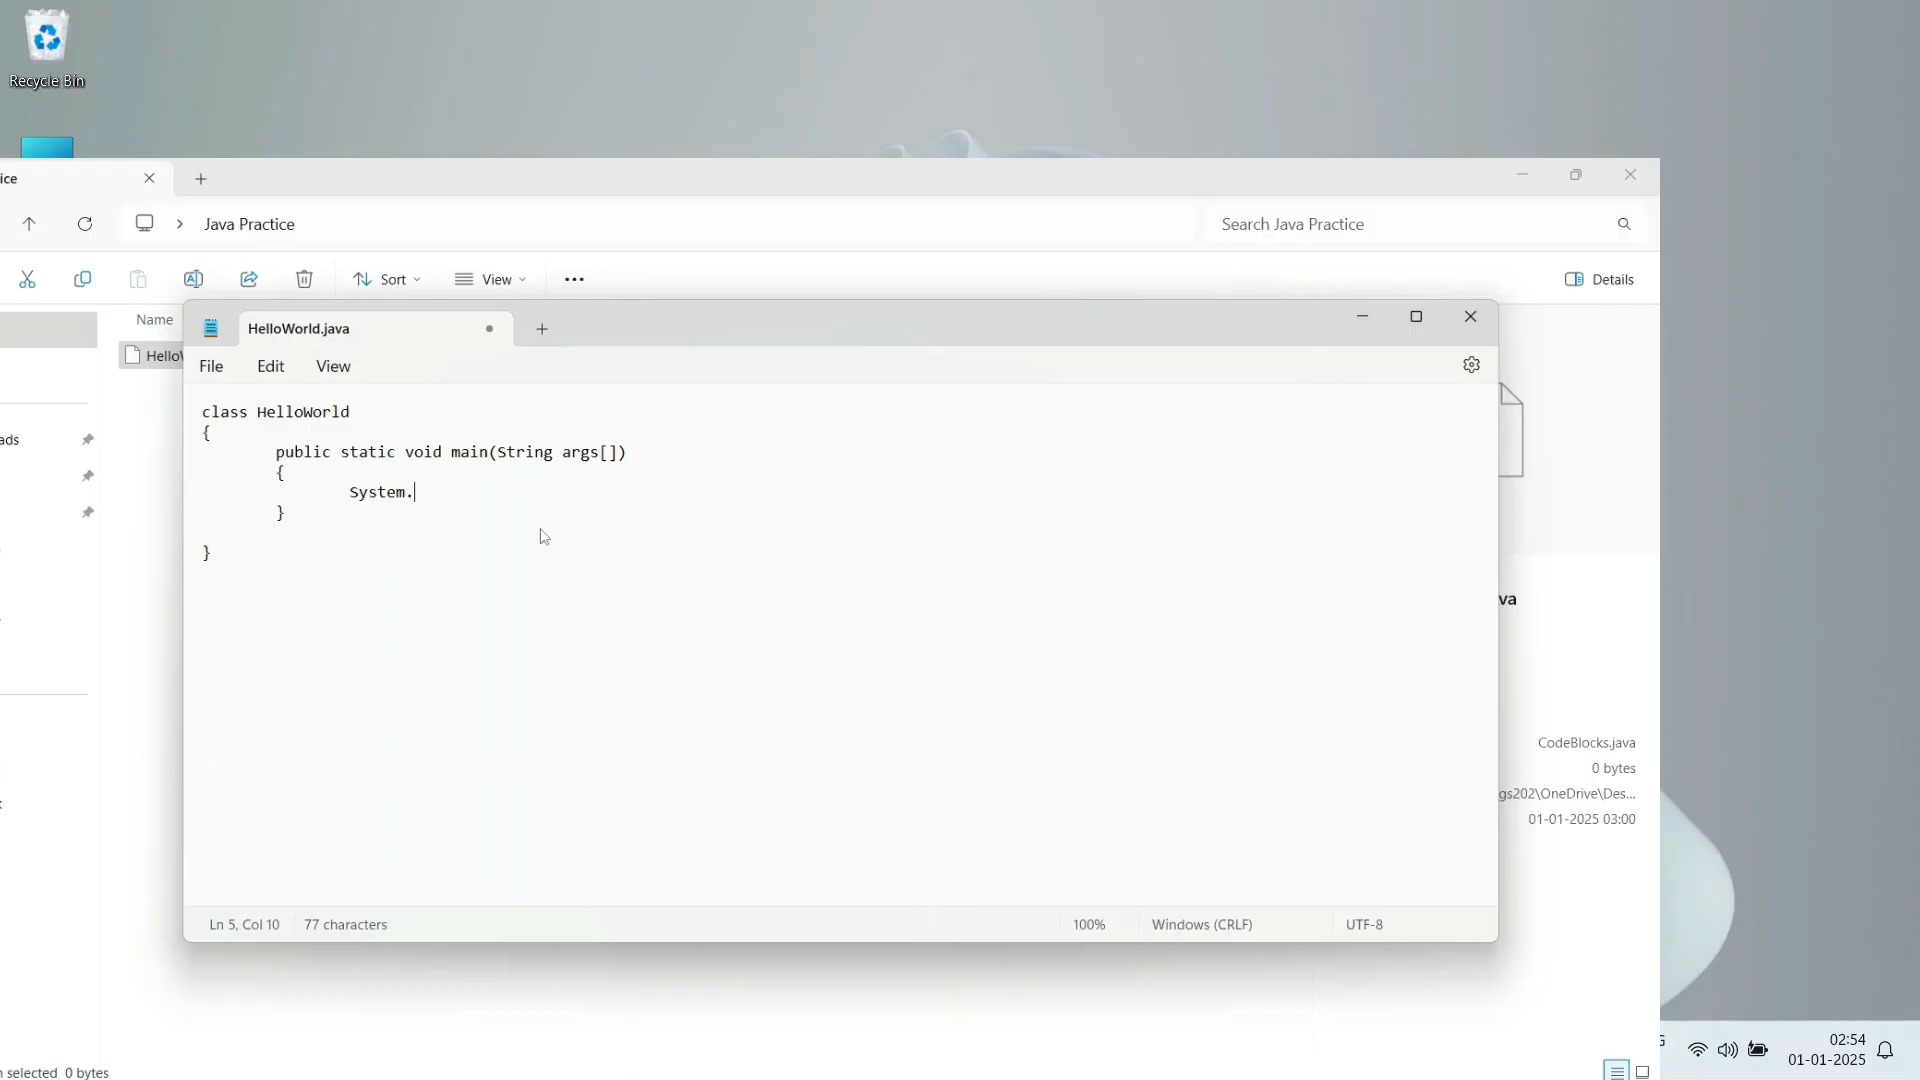 Recycle Bin
ice
Java Practice
Search Java Practice
Sort
View
Details
Name
HelloW
HelloWorld.java
File
Edit
View
class HelloWorld
{
public static void main(String args[])
{
System.
}
}
ads
va
CodeBlocks.java
0 bytes
gs202\OneDrive\Des...
01-01-2025 03:00
Ln 5, Col 10
77 characters
100%
Windows (CRLF)
UTF-8
selected 0 bytes
02:54
01-01-2025